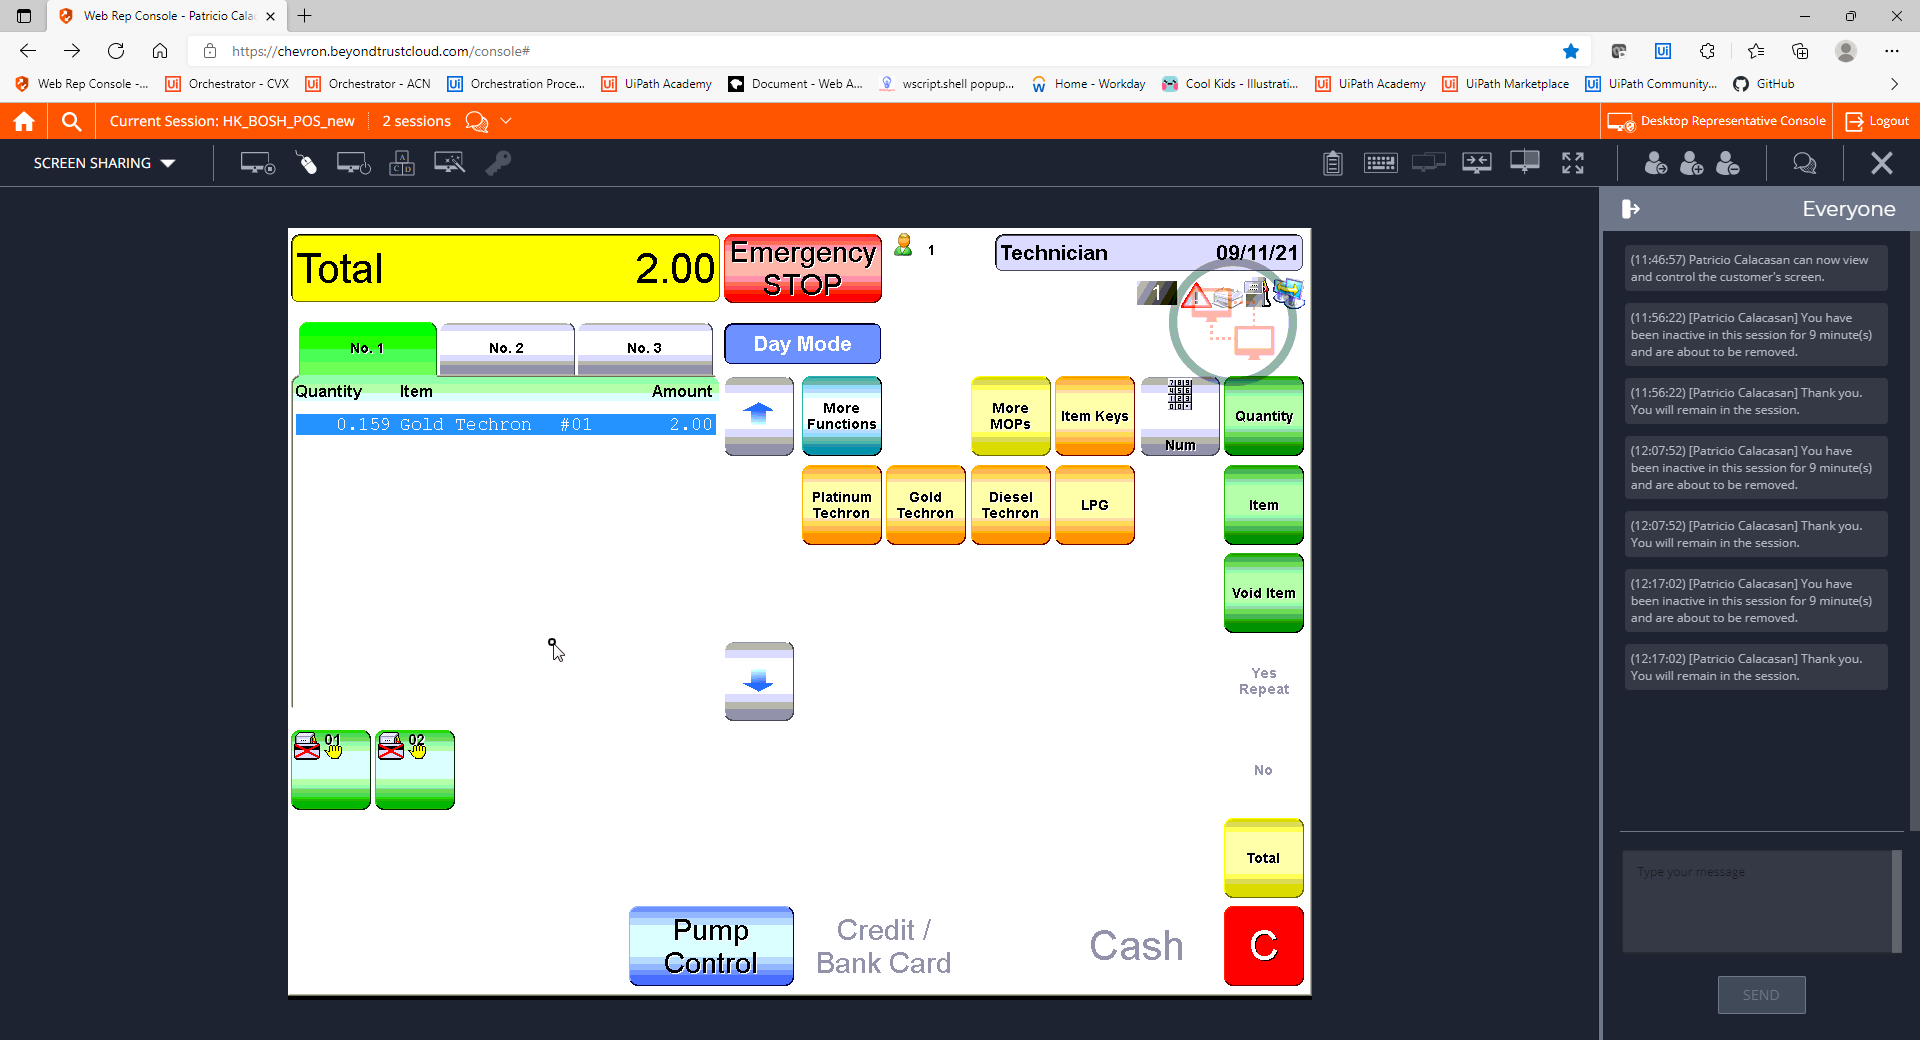 Web Rep Console - Patricio Cala
https://chevron.beyondtrustcloud.com/console#
Web Rep Console -...
Orchestrator - CVX
Orchestrator - ACN
Orchestration Proce...
UiPath Academy
Document - Web A...
wscript.shell popup...
Home - Workday
Cool Kids - Illustrati...
UiPath Academy
UiPath Marketplace
UiPath Community...
GitHub
Current Session: HK_BOSH_POS_new
2 sessions
Desktop Representative Console
Logout
SCREEN SHARING
Everyone
Total 2.00
Emergency
STOP
1
Technician 09/11/21
1
No. 1
No. 2
No. 3
Day Mode
Quantity Item Amount
0.159 Gold Techron #01 2.00
More
Functions
More
MOPs
Item Keys
Num
Quantity
Platinum
Techron
Gold
Techron
Diesel
Techron
LPG
Item
Void Item
Yes
Repeat
No
01
02
Total
Pump
Control
Credit /
Bank Card
Cash
C
(11:46:57) Patricio Calacasan can now view
and control the customer's screen.
(11:56:22) [Patricio Calacasan] You have
been inactive in this session for 9 minute(s)
and are about to be removed.
(11:56:22) [Patricio Calacasan] Thank you.
You will remain in the session.
(12:07:52) [Patricio Calacasan] You have
been inactive in this session for 9 minute(s)
and are about to be removed.
(12:07:52) [Patricio Calacasan] Thank you.
You will remain in the session.
(12:17:02) [Patricio Calacasan] You have
been inactive in this session for 9 minute(s)
and are about to be removed.
(12:17:02) [Patricio Calacasan] Thank you.
You will remain in the session.
Type your message
SEND